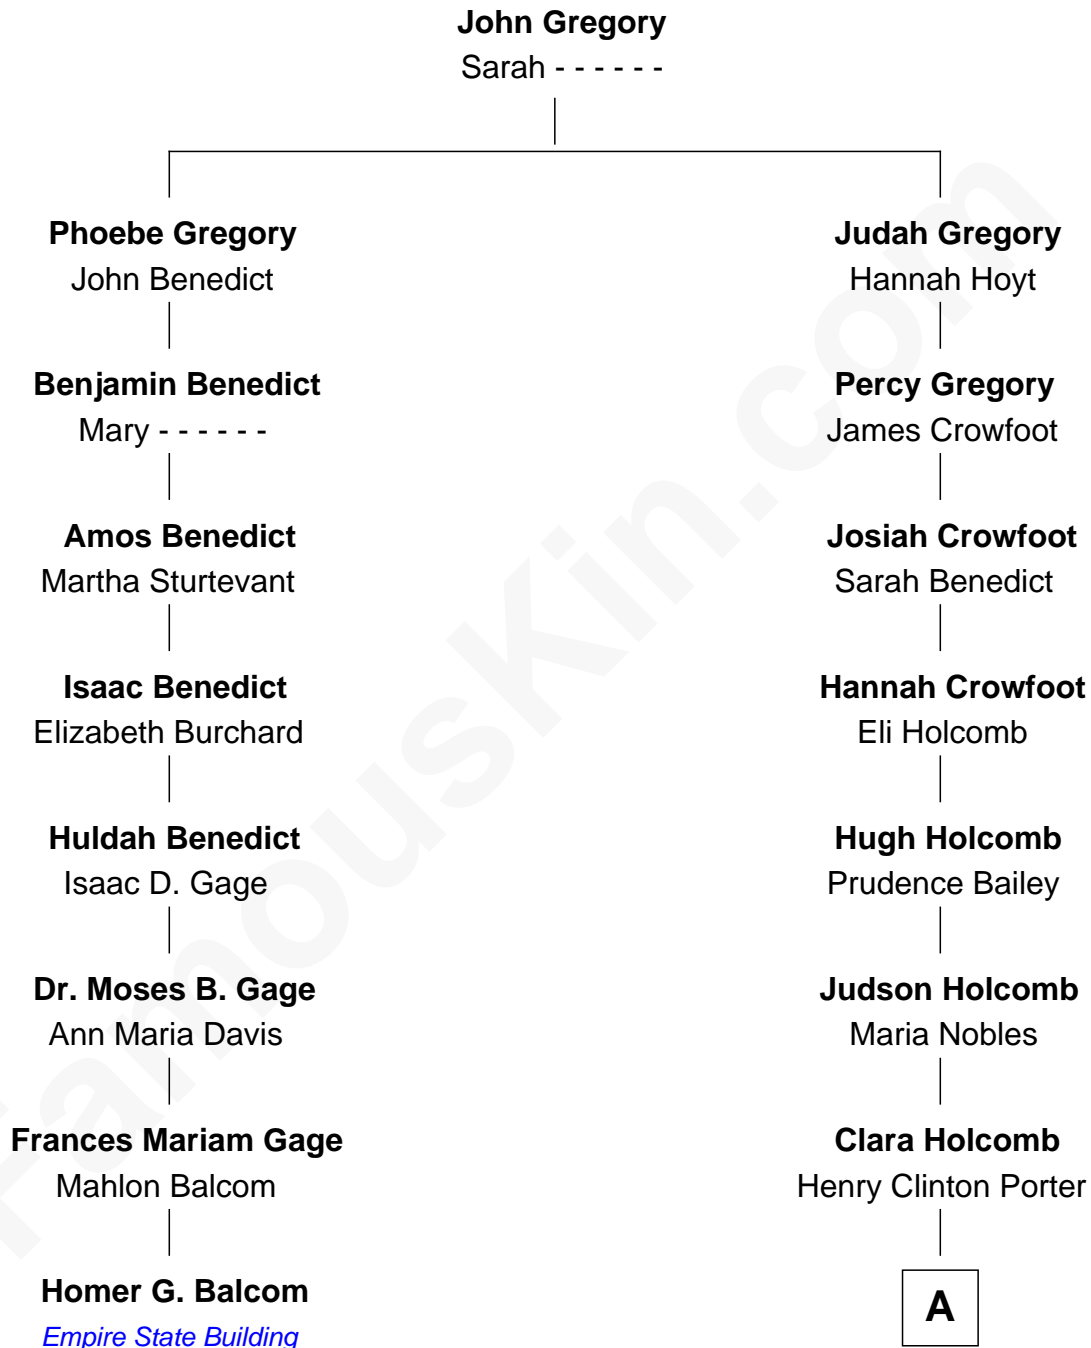 John Gregory
Sarah - - - - - -
Phoebe Gregory
John Benedict
Judah Gregory
Hannah Hoyt
Benjamin Benedict
Mary - - - - - -
Percy Gregory
James Crowfoot
Amos Benedict
Martha Sturtevant
Josiah Crowfoot
Sarah Benedict
Isaac Benedict
Elizabeth Burchard
Hannah Crowfoot
Eli Holcomb
Huldah Benedict
Isaac D. Gage
Hugh Holcomb
Prudence Bailey
Dr. Moses B. Gage
Ann Maria Davis
Judson Holcomb
Maria Nobles
Frances Mariam Gage
Mahlon Balcom
Clara Holcomb
Henry Clinton Porter
Homer G. Balcom
Empire State Building
A
FamousKin.com